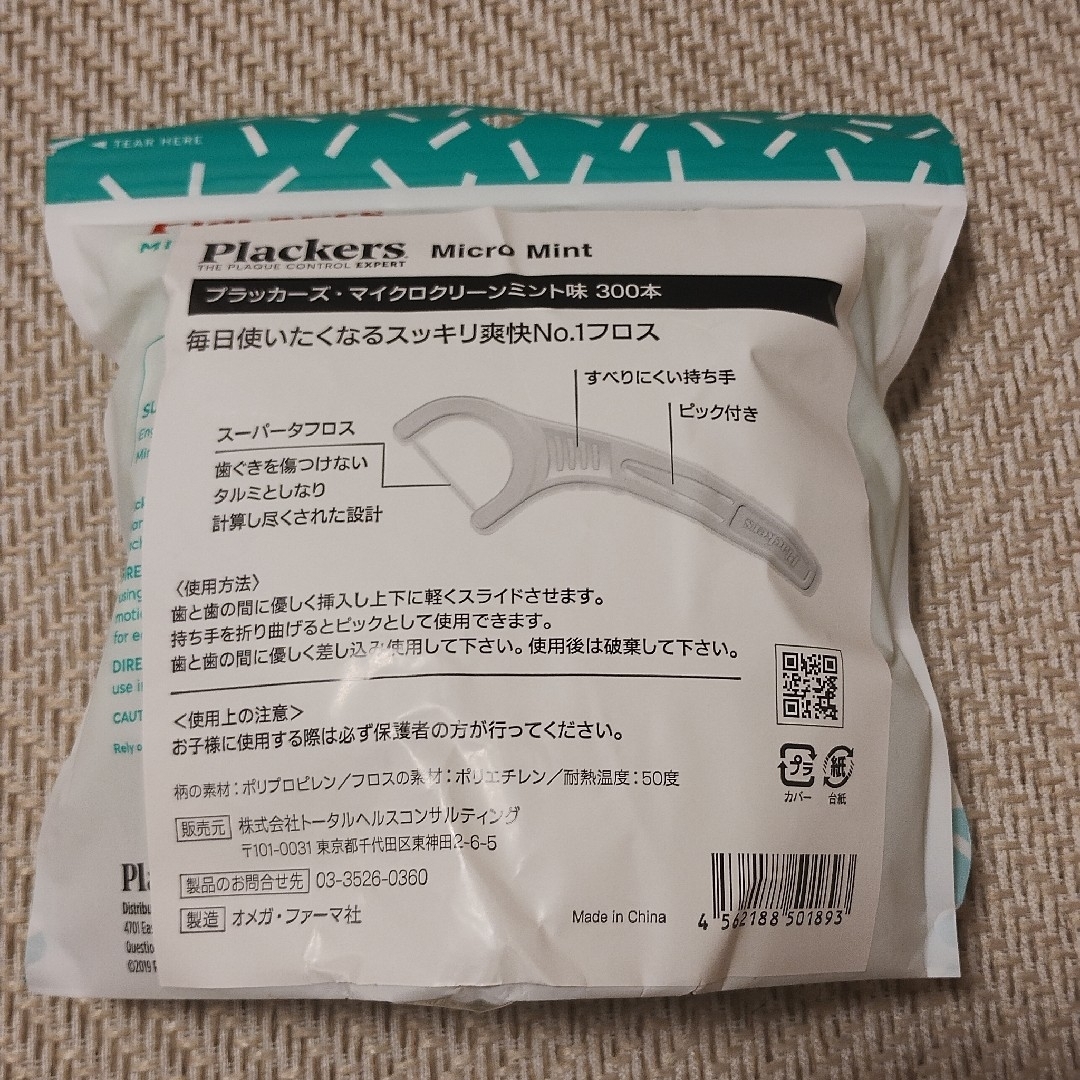 TEAR HERE
Plackers
THE PLAQUE CONTROL EXPERT
Micro Mint
プラッカーズ・マイクロクリーンミント味 300本
毎日使いたくなるスッキリ爽快No.1フロス
すべりにくい持ち手
ピック付き
スーパータフロス
歯ぐきを傷つけない
タルミとしなり
計算し尽くされた設計
Plackers
〈使用方法〉
歯と歯の間に優しく挿入し上下に軽くスライドさせます。
持ち手を折り曲げるとピックとして使用できます。
歯と歯の間に優しく差し込み使用して下さい。使用後は破棄して下さい。
＜使用上の注意＞
お子様に使用する際は必ず保護者の方が行ってください。
柄の素材：ポリプロピレン／フロスの素材：ポリエチレン／耐熱温度：50度
プラ 紙
カバー 台紙
販売元 株式会社トータルヘルスコンサルティング
〒101-0031 東京都千代田区東神田2-6-5
製品のお問合せ先 03-3526-0360
製造 オメガ・ファーマ社
Made in China
4 562188 501893
DIRE
use i
CAUT
Rely o
Distribu
4701 Eas
Questio
©2019